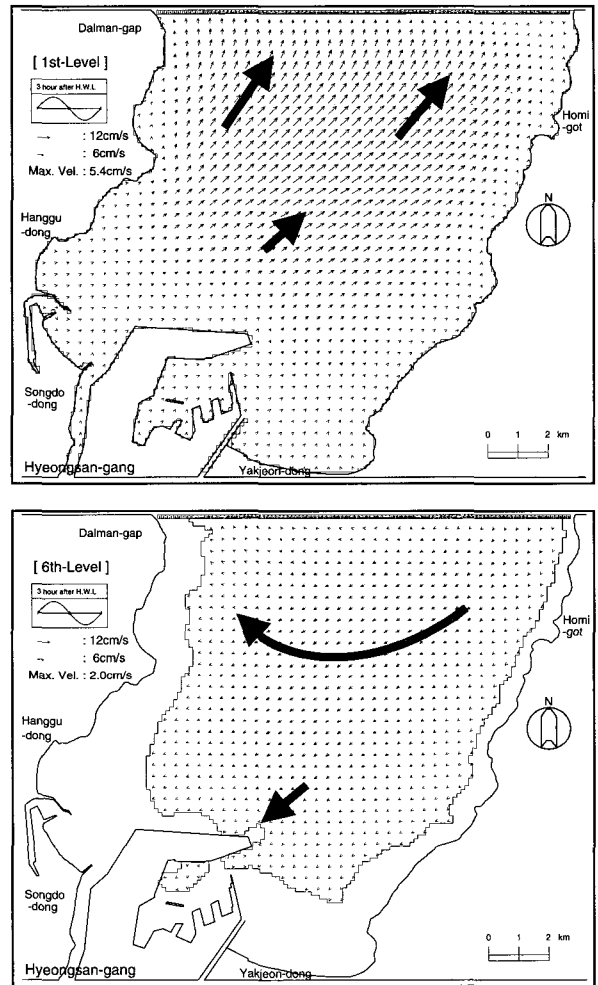 Dalman-gap
[ 1st-Level ]
3 hour after H.W.L
: 12cm/s
: 6cm/s
Max. Vel. : 5.4cm/s
Homi
-got
Hanggu
-dong
N
Songdo
-dong
0 1 2 km
Hyeongsan-gang
Yakjeon-dong
Dalman-gap
[ 6th-Level ]
3 hour after H.W.L
: 12cm/s
: 6cm/s
Max. Vel. : 2.0cm/s
Homi
-got
Hanggu
-dong
N
Songdo
-dong
0 1 2 km
Hyeongsan-gang
Yakjeon-dong